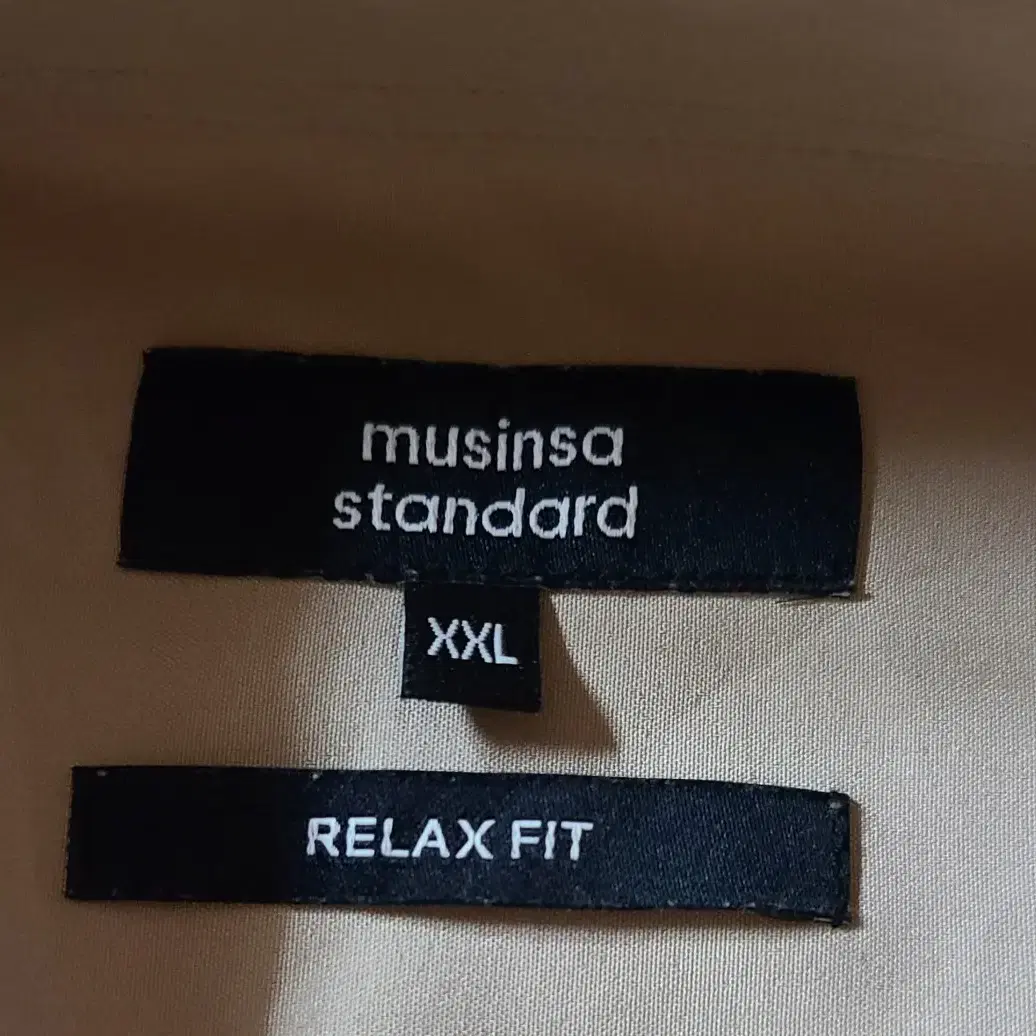 musinsa
standard
XXL
RELAX FIT